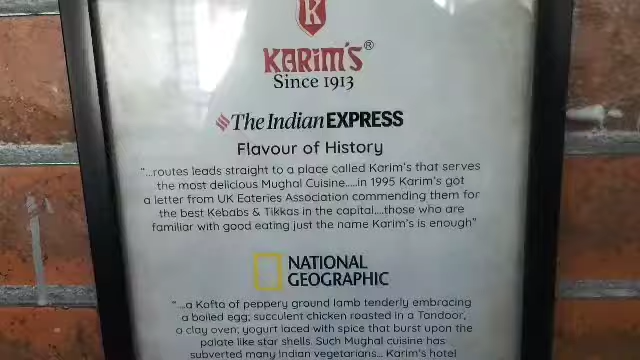 K
KARIM'S®
Since 1913
The Indian EXPRESS
Flavour of History
"...routes leads straight to a place called Karim's that serves
the most delicious Mughal Cuisine.....in 1995 Karim's got
a letter from UK Eateries Association commending them for
the best Kebabs & Tikkas in the capital....those who are
familiar with good eating just the name Karim's is enough"
NATIONAL
GEOGRAPHIC
"....a Kofta of peppery ground lamb tenderly embracing
a boiled egg; succulent chicken roasted in a Tandoor,
a clay oven; yogurt laced with spice that burst upon the
palate like star shells. Such Mughal cuisine has
subverted many Indian vegetarians... Karim's hotel